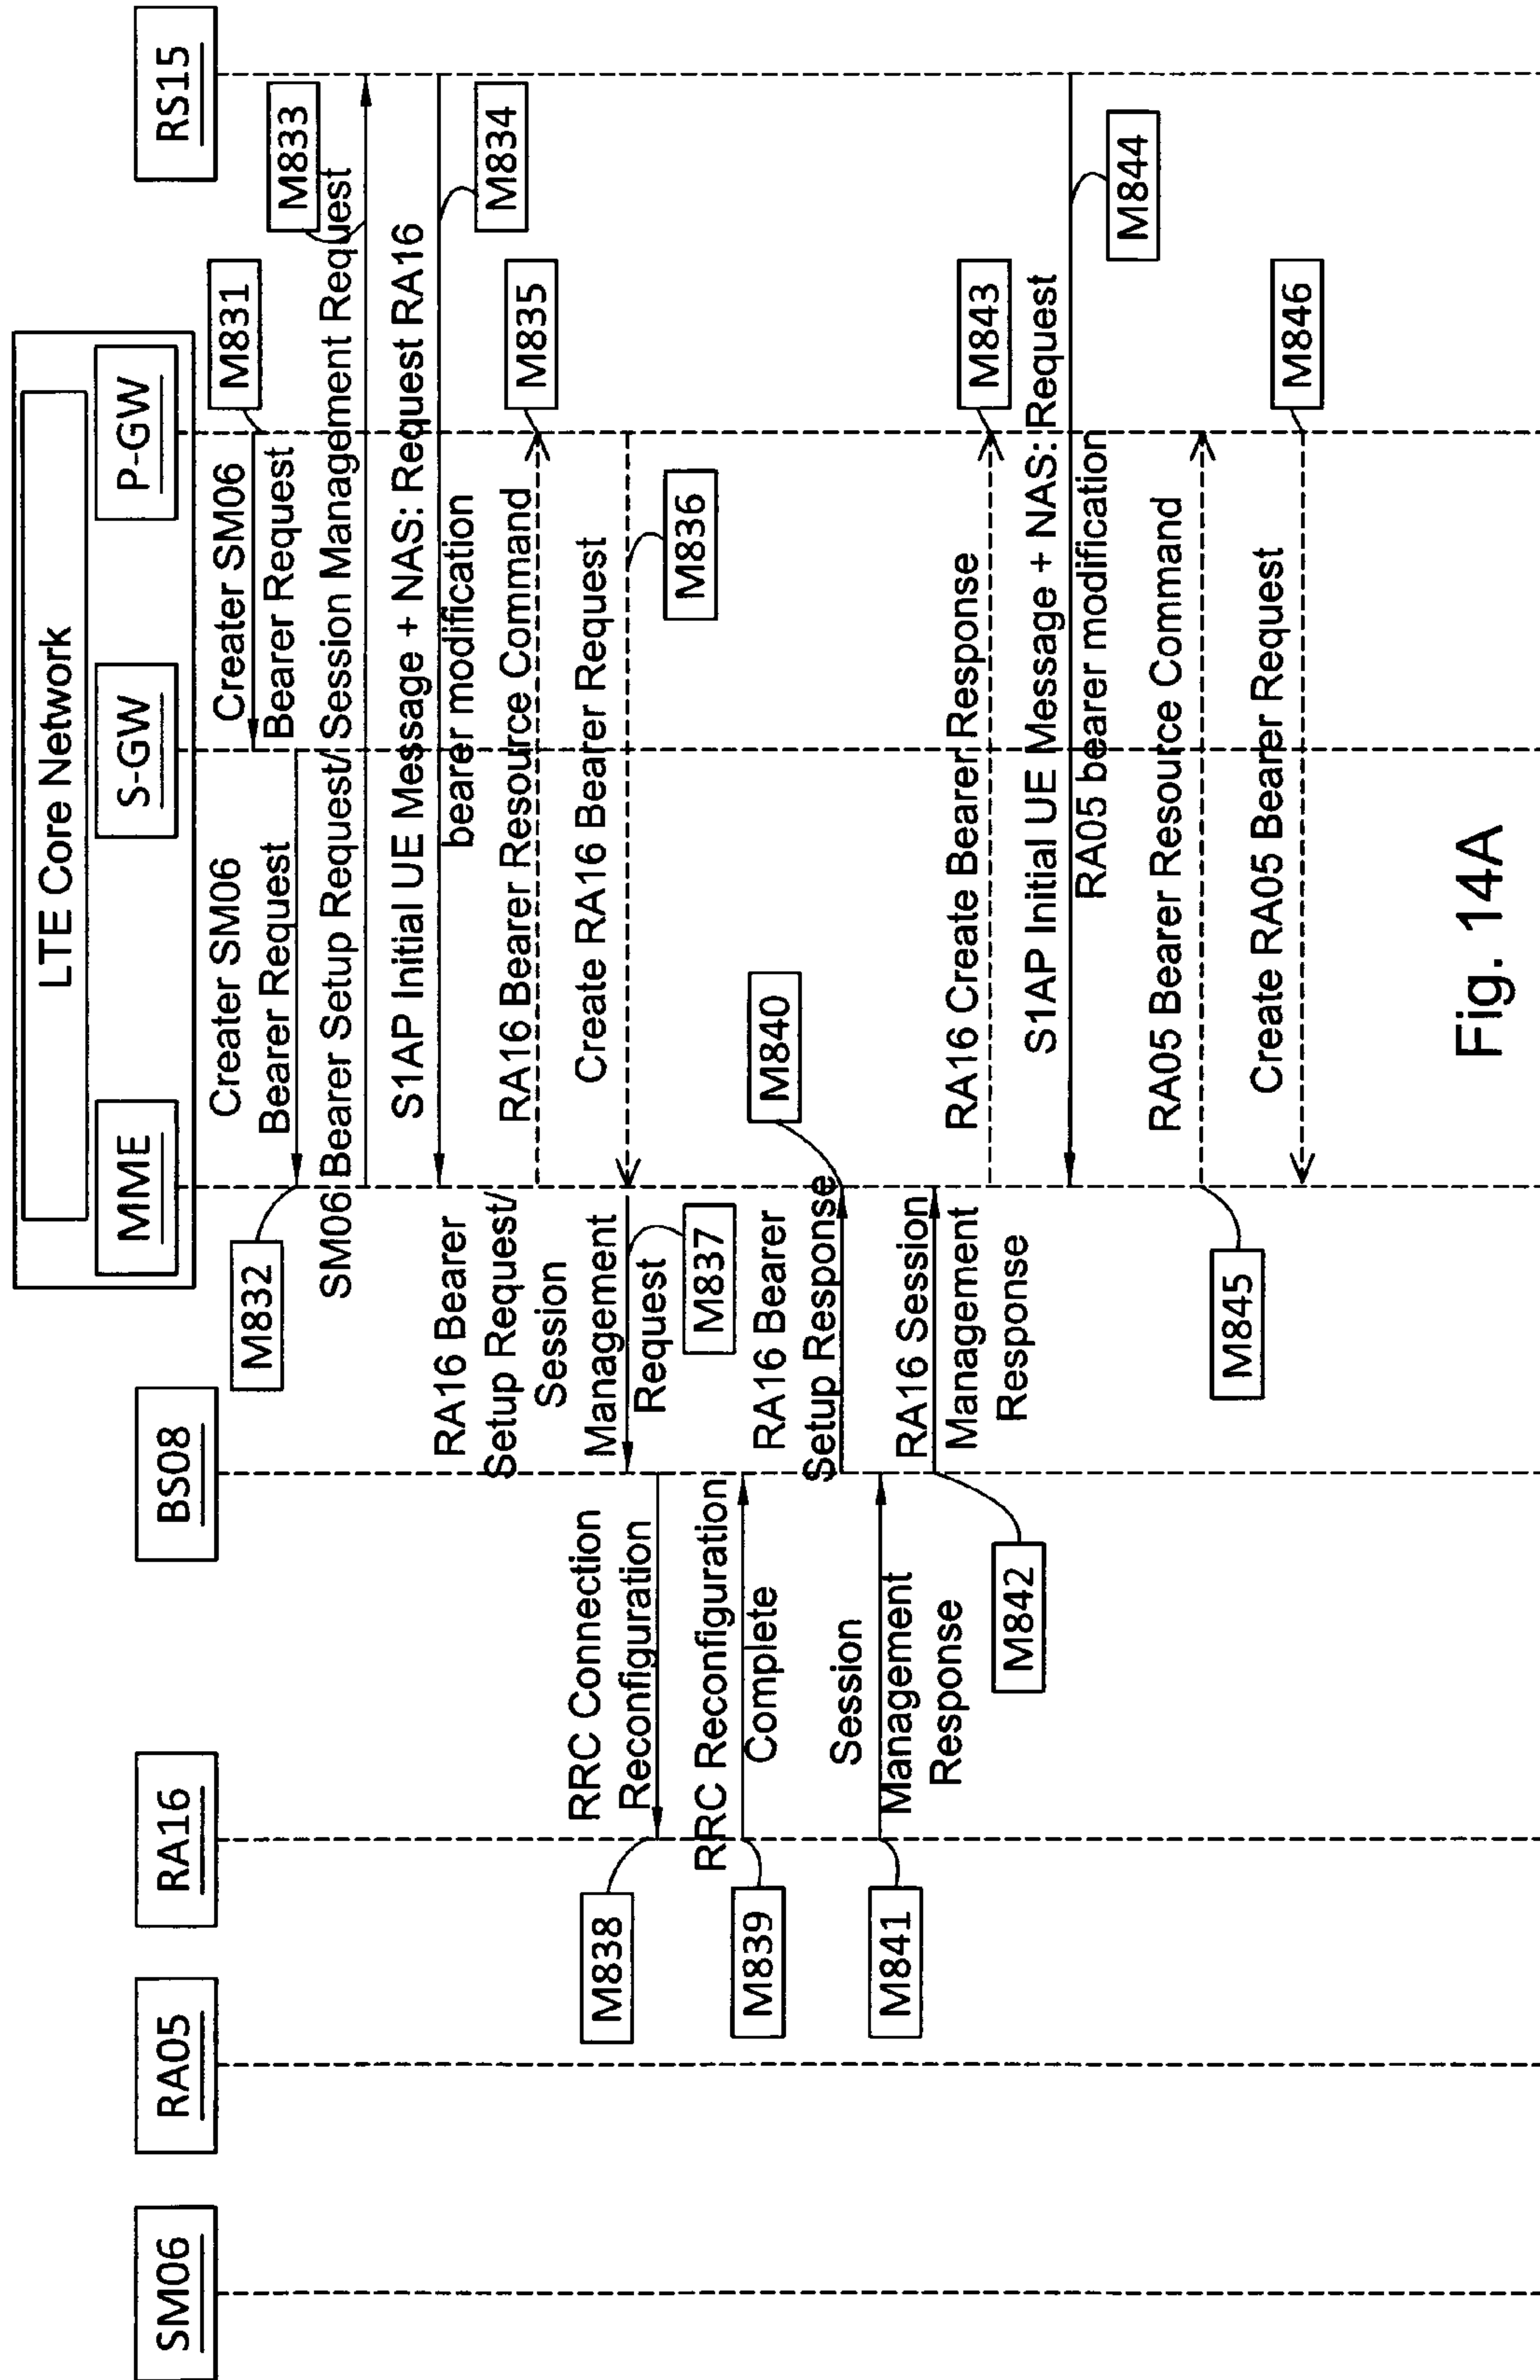 LTE Core Network
SM06
RA05
RA16
BS08
MME
S-GW
P-GW
RS15
M831
Creater SM06
Bearer Request
Creater SM06
Bearer Request
M832
M833
SM06 Bearer Setup Request/ Session Management Request
S1AP Initial UE Message + NAS: Request RA16
bearer modification
M834
RA16 Bearer Resource Command
M835
Create RA16 Bearer Request
M836
RA16 Bearer
Setup Request/
Session
Management
Request
M837
RRC Connection
Reconfiguration
M838
RRC Reconfiguration
Complete
M839
RA16 Bearer
Setup Response
M840
Session
Management
Response
M841
RA16 Session
Management
Response
M842
RA16 Create Bearer Response
M843
S1AP Initial UE Message + NAS: Request
RA05 bearer modification
M844
RA05 Bearer Resource Command
M845
Create RA05 Bearer Request
M846
Fig. 14A